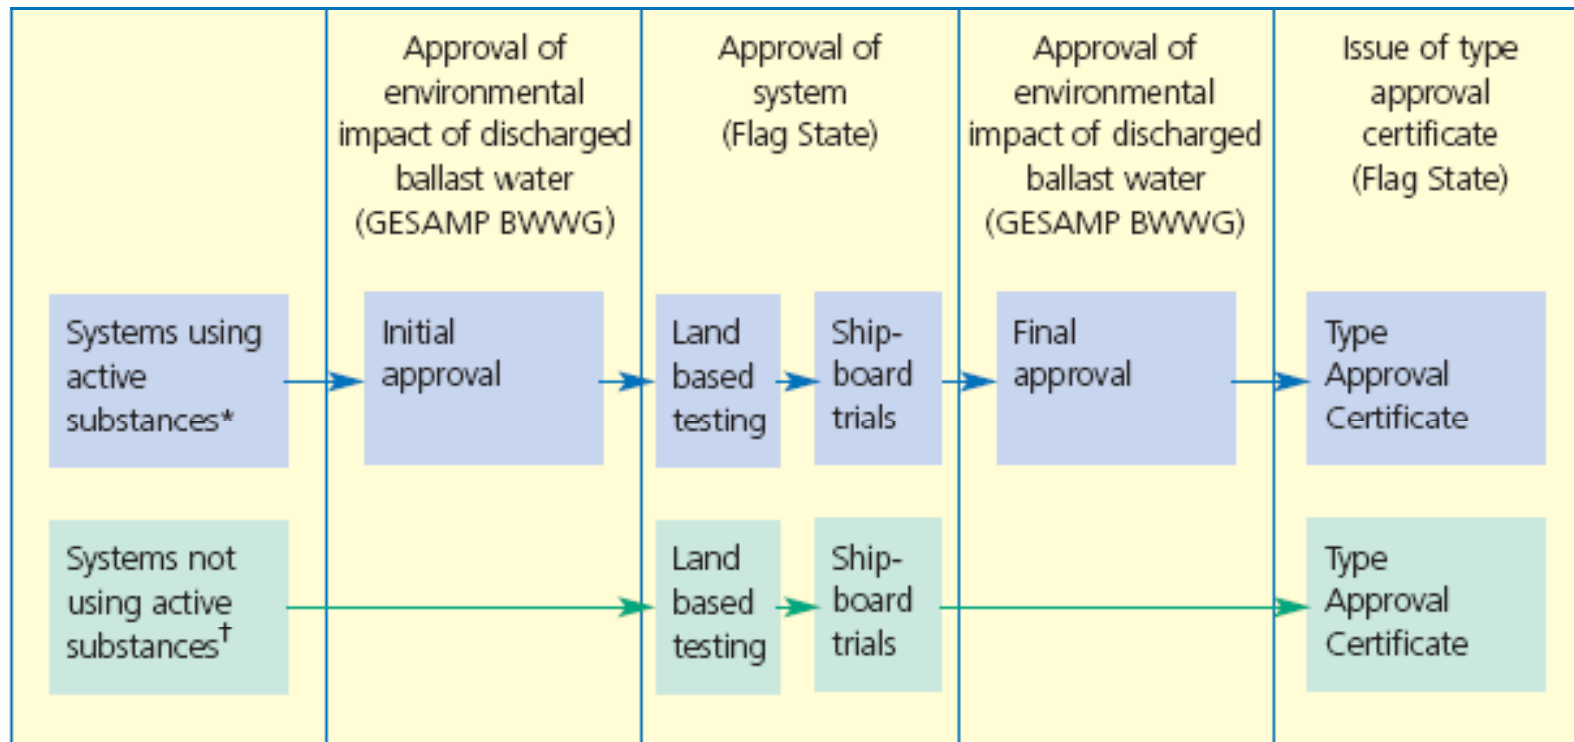 Approval of
environmental
impact of discharged
ballast water
(GESAMP BWWG)
Approval of
system
(Flag State)
Approval of
environmental
impact of discharged
ballast water
(GESAMP BWWG)
Issue of type
approval
certificate
(Flag State)
Systems using
active
substances*
Initial
approval
Land
based
testing
Ship-
board
trials
Final
approval
Type
Approval
Certificate
Systems not
using active
substances†
Land
based
testing
Ship-
board
trials
Type
Approval
Certificate